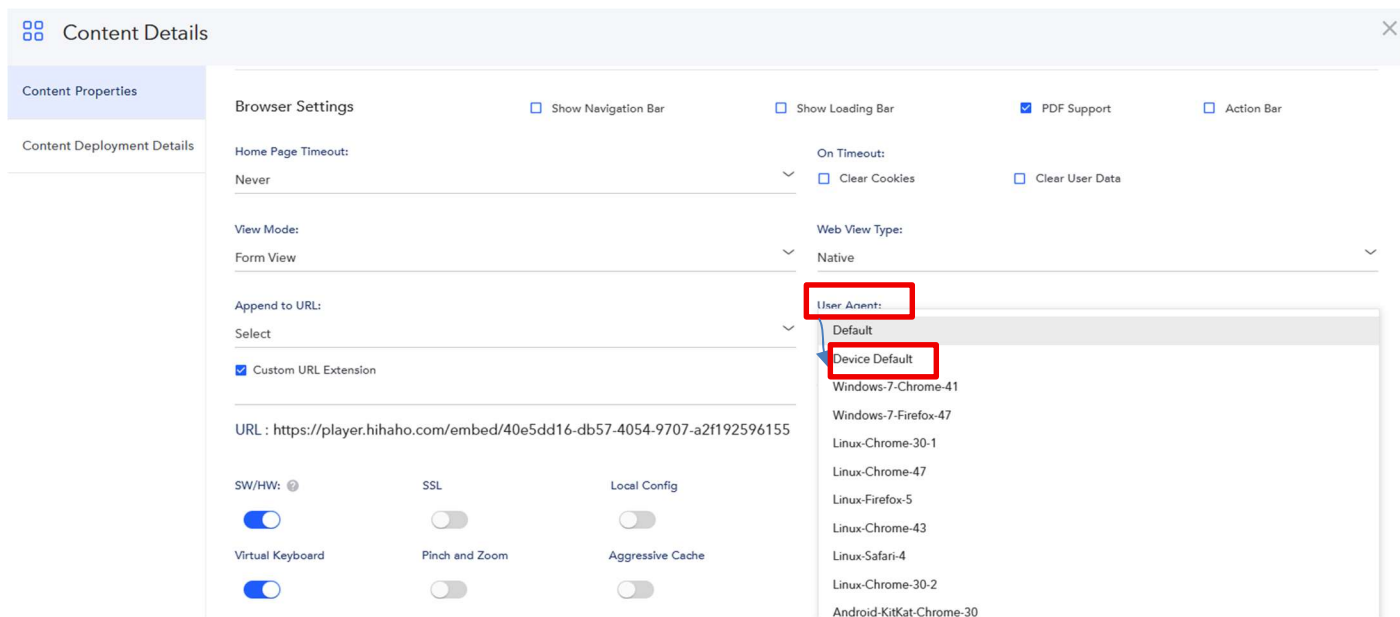 Content Details
Content Properties
Content Deployment Details
Browser Settings
Show Navigation Bar
Show Loading Bar
PDF Support
Action Bar
Home Page Timeout:
Never
On Timeout:
Clear Cookies
Clear User Data
View Mode:
Form View
Web View Type:
Native
Append to URL:
Select
Custom URL Extension
URL : https://player.hihaho.com/embed/40e5dd16-db57-4054-9707-a2f192596155
User Agent:
Default
Device Default
Windows-7-Chrome-41
Windows-7-Firefox-47
Linux-Chrome-30-1
Linux-Chrome-47
Linux-Firefox-5
Linux-Chrome-43
Linux-Safari-4
Linux-Chrome-30-2
Android-KitKat-Chrome-30
SW/HW: ?
SSL
Local Config
Virtual Keyboard
Pinch and Zoom
Aggressive Cache